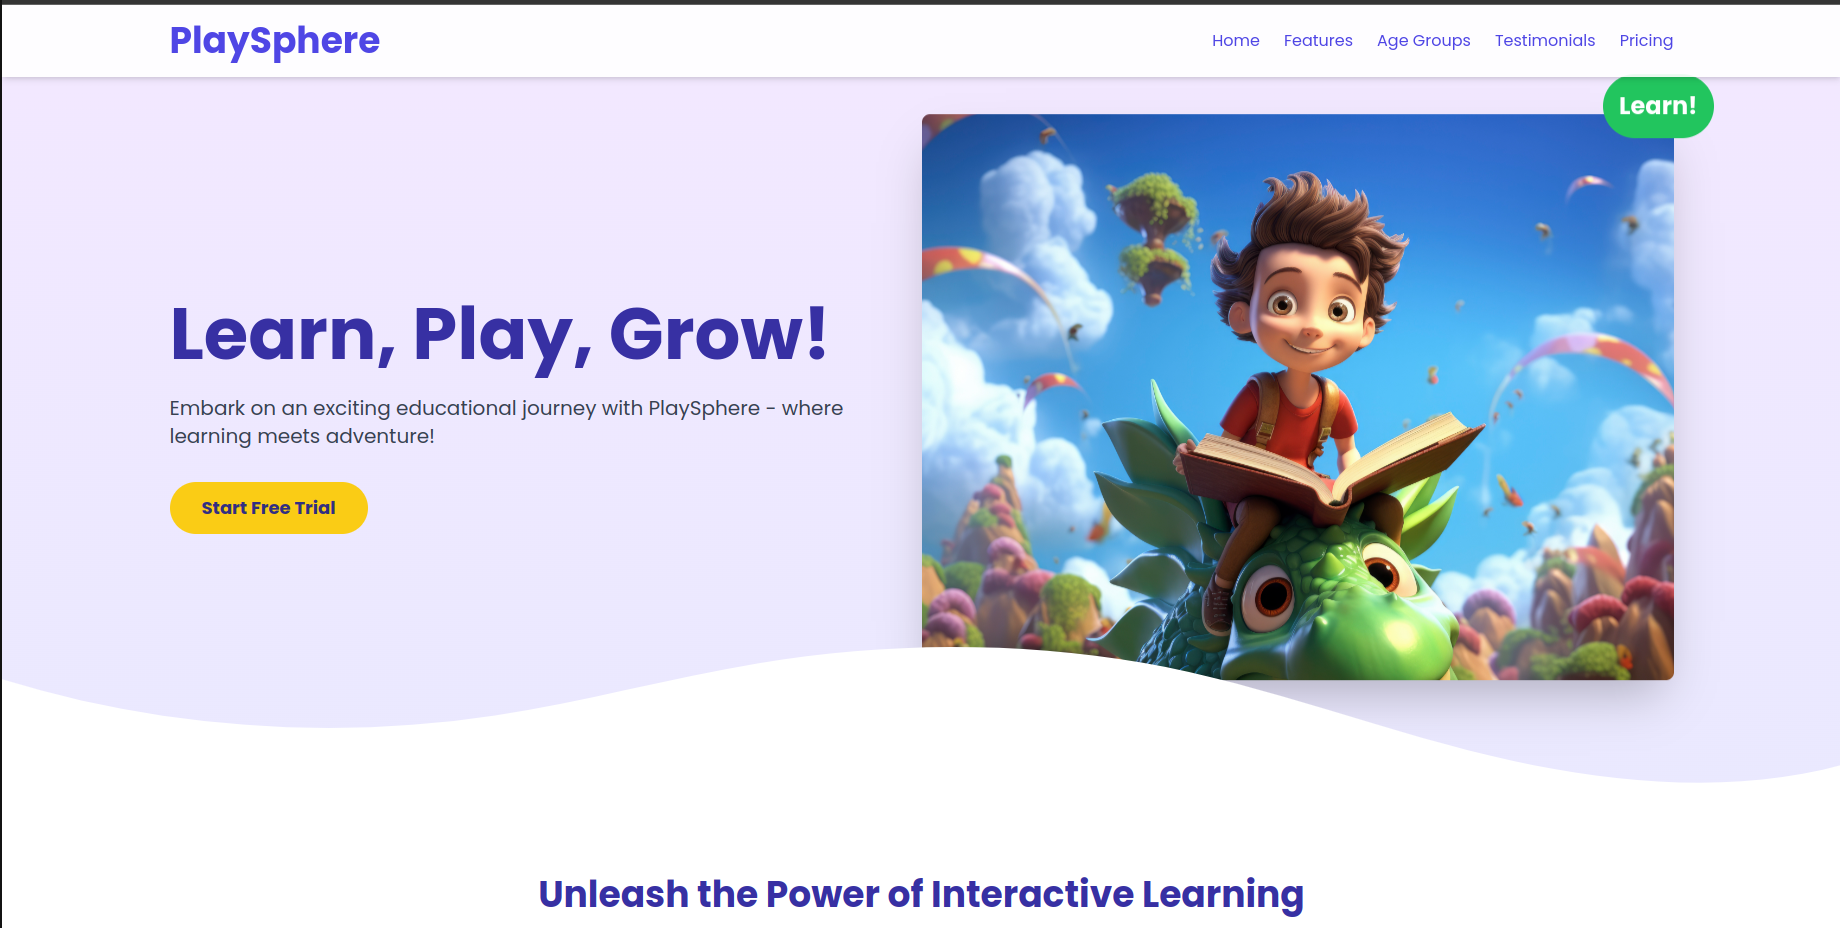 PlaySphere
Home Features Age Groups Testimonials Pricing
Learn!
Learn, Play, Grow!
Embark on an exciting educational journey with PlaySphere - where
learning meets adventure!
Start Free Trial
Unleash the Power of Interactive Learning